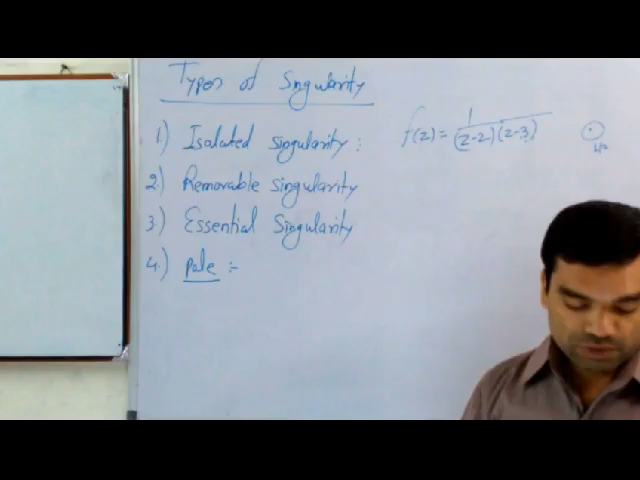 Types of Singularity
1) Isolated singularity :
f(z) = 1/(z-2)(z-3)
2.) Removable singularity
3) Essential Singularity
4.) Pole :-